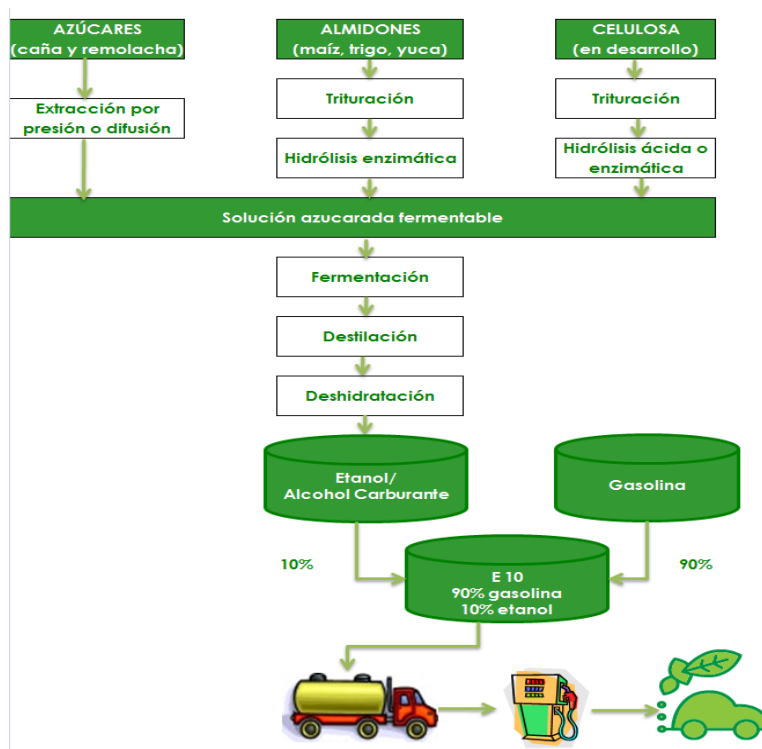 AZÚCARES
(caña y remolacha)
ALMIDONES
(maíz, trigo, yuca)
CELULOSA
(en desarrollo)
Extracción por
presión o difusión
Trituración
Trituración
Hidrólisis enzimática
Hidrólisis ácida o
enzimática
Solución azucarada fermentable
Fermentación
Destilación
Deshidratación
Etanol/
Alcohol Carburante
Gasolina
10%
90%
E 10
90% gasolina
10% etanol